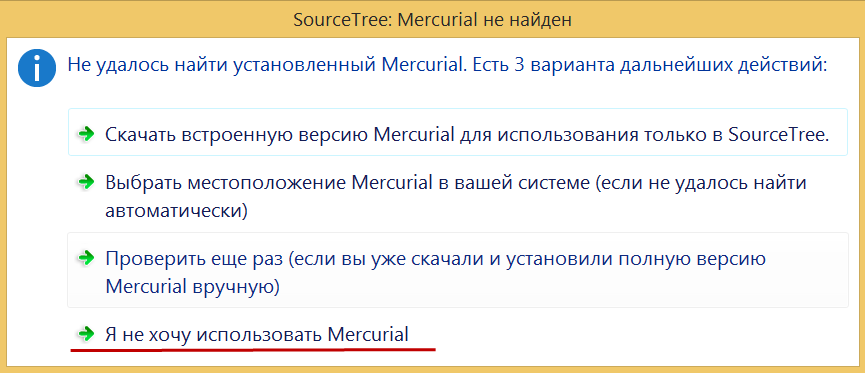 SourceTree: Mercurial не найден
Не удалось найти установленный Mercurial. Есть 3 варианта дальнейших действий:
Скачать встроенную версию Mercurial для использования только в SourceTree.
Выбрать местоположение Mercurial в вашей системе (если не удалось найти
автоматически)
Проверить еще раз (если вы уже скачали и установили полную версию
Mercurial вручную)
Я не хочу использовать Mercurial